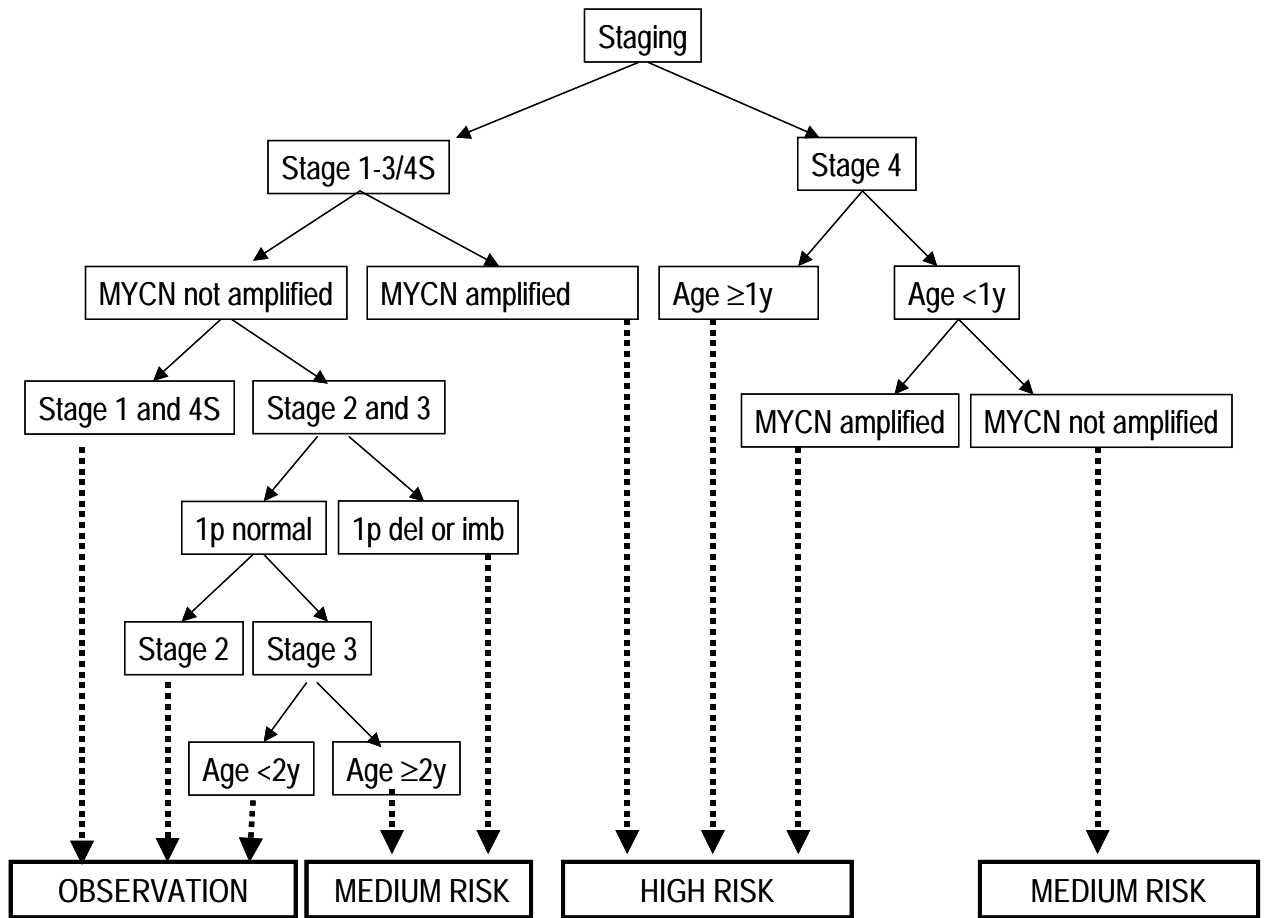 Staging
Stage 1-3/4S
Stage 4
MYCN not amplified
MYCN amplified
Age ≥1y
Age <1y
Stage 1 and 4S
Stage 2 and 3
MYCN amplified
MYCN not amplified
1p normal
1p del or imb
Stage 2
Stage 3
Age <2y
Age ≥2y
OBSERVATION
MEDIUM RISK
HIGH RISK
MEDIUM RISK